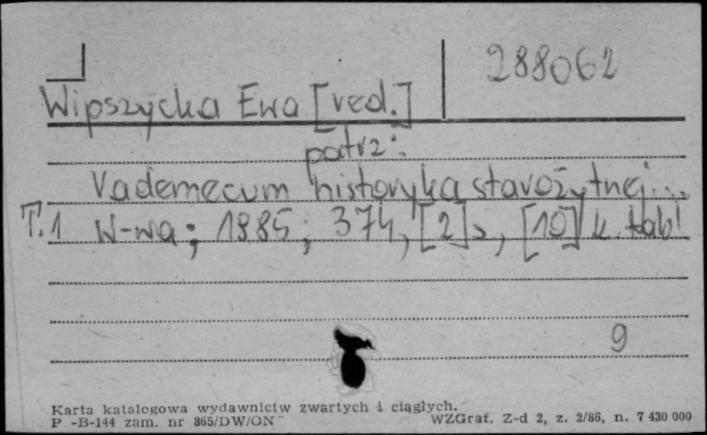 288062
Wipszycka Ewa [red.]
patrz:
Vademecum historyka starożytnej...
T.1 W-wa; 1985; 374, [2] s, [10] k. tabl
9
Karta katalogowa wydawnictw zwartych i ciągłych.
P -B-144 zam. nr 865/DW/ON WZGraf. Z-d 2, z. 2/86, n. 7 430 000